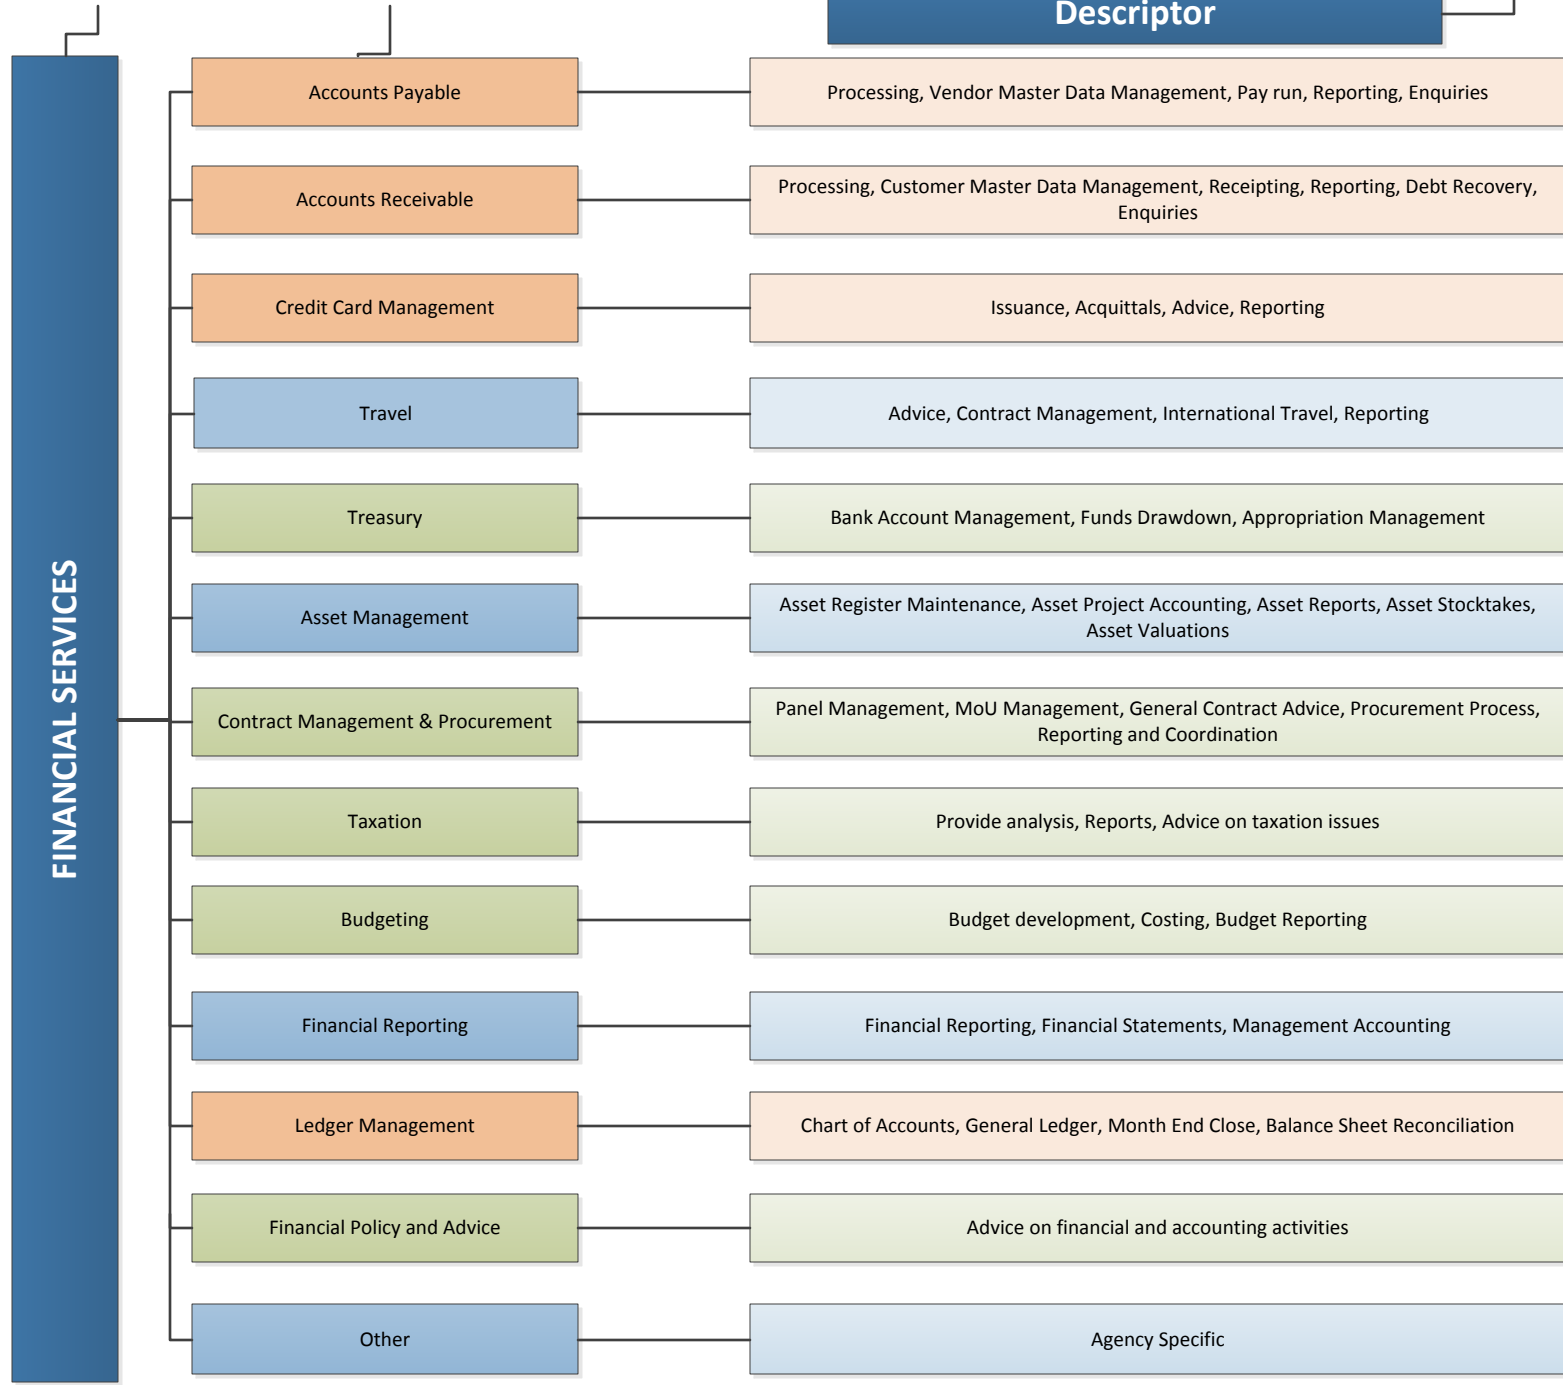 Descriptor
FINANCIAL SERVICES
Accounts Payable
Processing, Vendor Master Data Management, Pay run, Reporting, Enquiries
Accounts Receivable
Processing, Customer Master Data Management, Receipting, Reporting, Debt Recovery,
Enquiries
Credit Card Management
Issuance, Acquittals, Advice, Reporting
Travel
Advice, Contract Management, International Travel, Reporting
Treasury
Bank Account Management, Funds Drawdown, Appropriation Management
Asset Management
Asset Register Maintenance, Asset Project Accounting, Asset Reports, Asset Stocktakes,
Asset Valuations
Contract Management & Procurement
Panel Management, MoU Management, General Contract Advice, Procurement Process,
Reporting and Coordination
Taxation
Provide analysis, Reports, Advice on taxation issues
Budgeting
Budget development, Costing, Budget Reporting
Financial Reporting
Financial Reporting, Financial Statements, Management Accounting
Ledger Management
Chart of Accounts, General Ledger, Month End Close, Balance Sheet Reconciliation
Financial Policy and Advice
Advice on financial and accounting activities
Other
Agency Specific